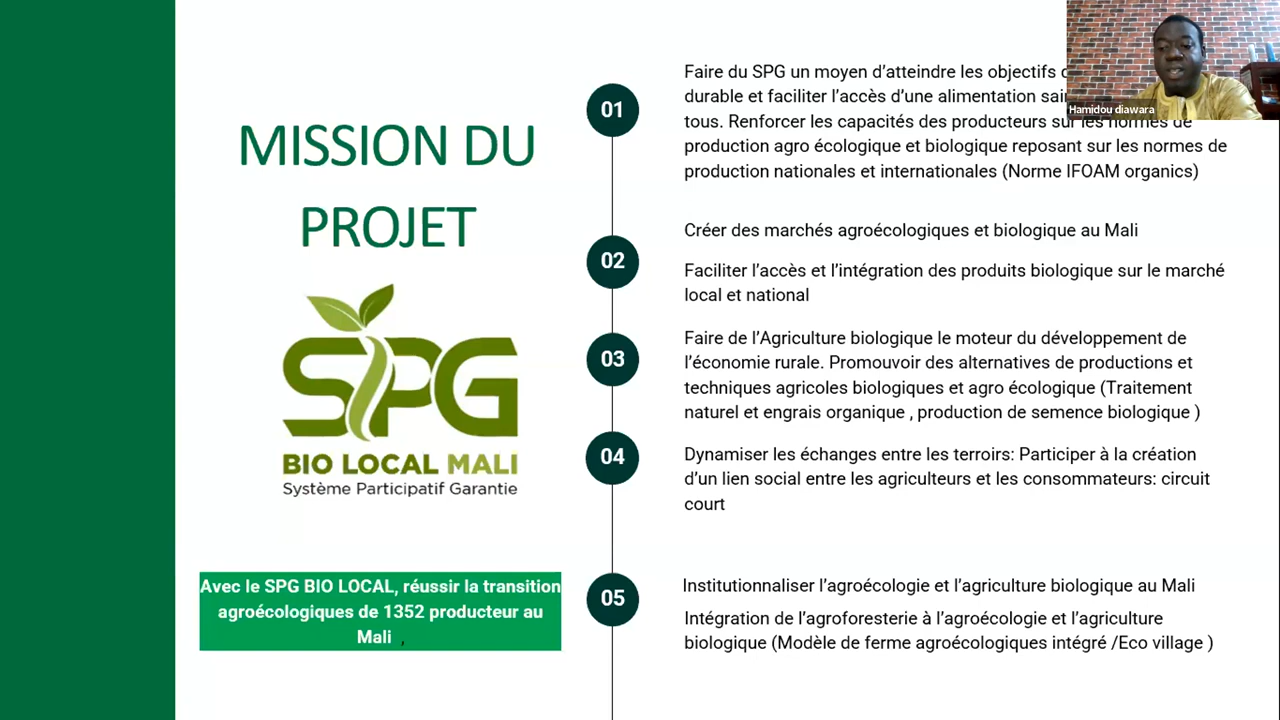 MISSION DU
PROJET
SPG
BIO LOCAL MALI
Système Participatif Garantie
Avec le SPG BIO LOCAL, réussir la transition
agroécologiques de 1352 producteur au
Mali ,
01
Faire du SPG un moyen d’atteindre les objectifs
durable et faciliter l’accès d’une alimentation
tous. Renforcer les capacités des producteurs sur les normes de
production agro écologique et biologique reposant sur les normes de
production nationales et internationales (Norme IFOAM organics)
02
Créer des marchés agroécologiques et biologique au Mali
Faciliter l’accès et l’intégration des produits biologique sur le marché
local et national
03
Faire de l’Agriculture biologique le moteur du développement de
l’économie rurale. Promouvoir des alternatives de productions et
techniques agricoles biologiques et agro écologique (Traitement
naturel et engrais organique , production de semence biologique )
04
Dynamiser les échanges entre les terroirs: Participer à la création
d’un lien social entre les agriculteurs et les consommateurs: circuit
court
05
Institutionnaliser l’agroécologie et l’agriculture biologique au Mali
Intégration de l’agroforesterie à l’agroécologie et l’agriculture
biologique (Modèle de ferme agroécologiques intégré /Eco village )
Hamidou diawara